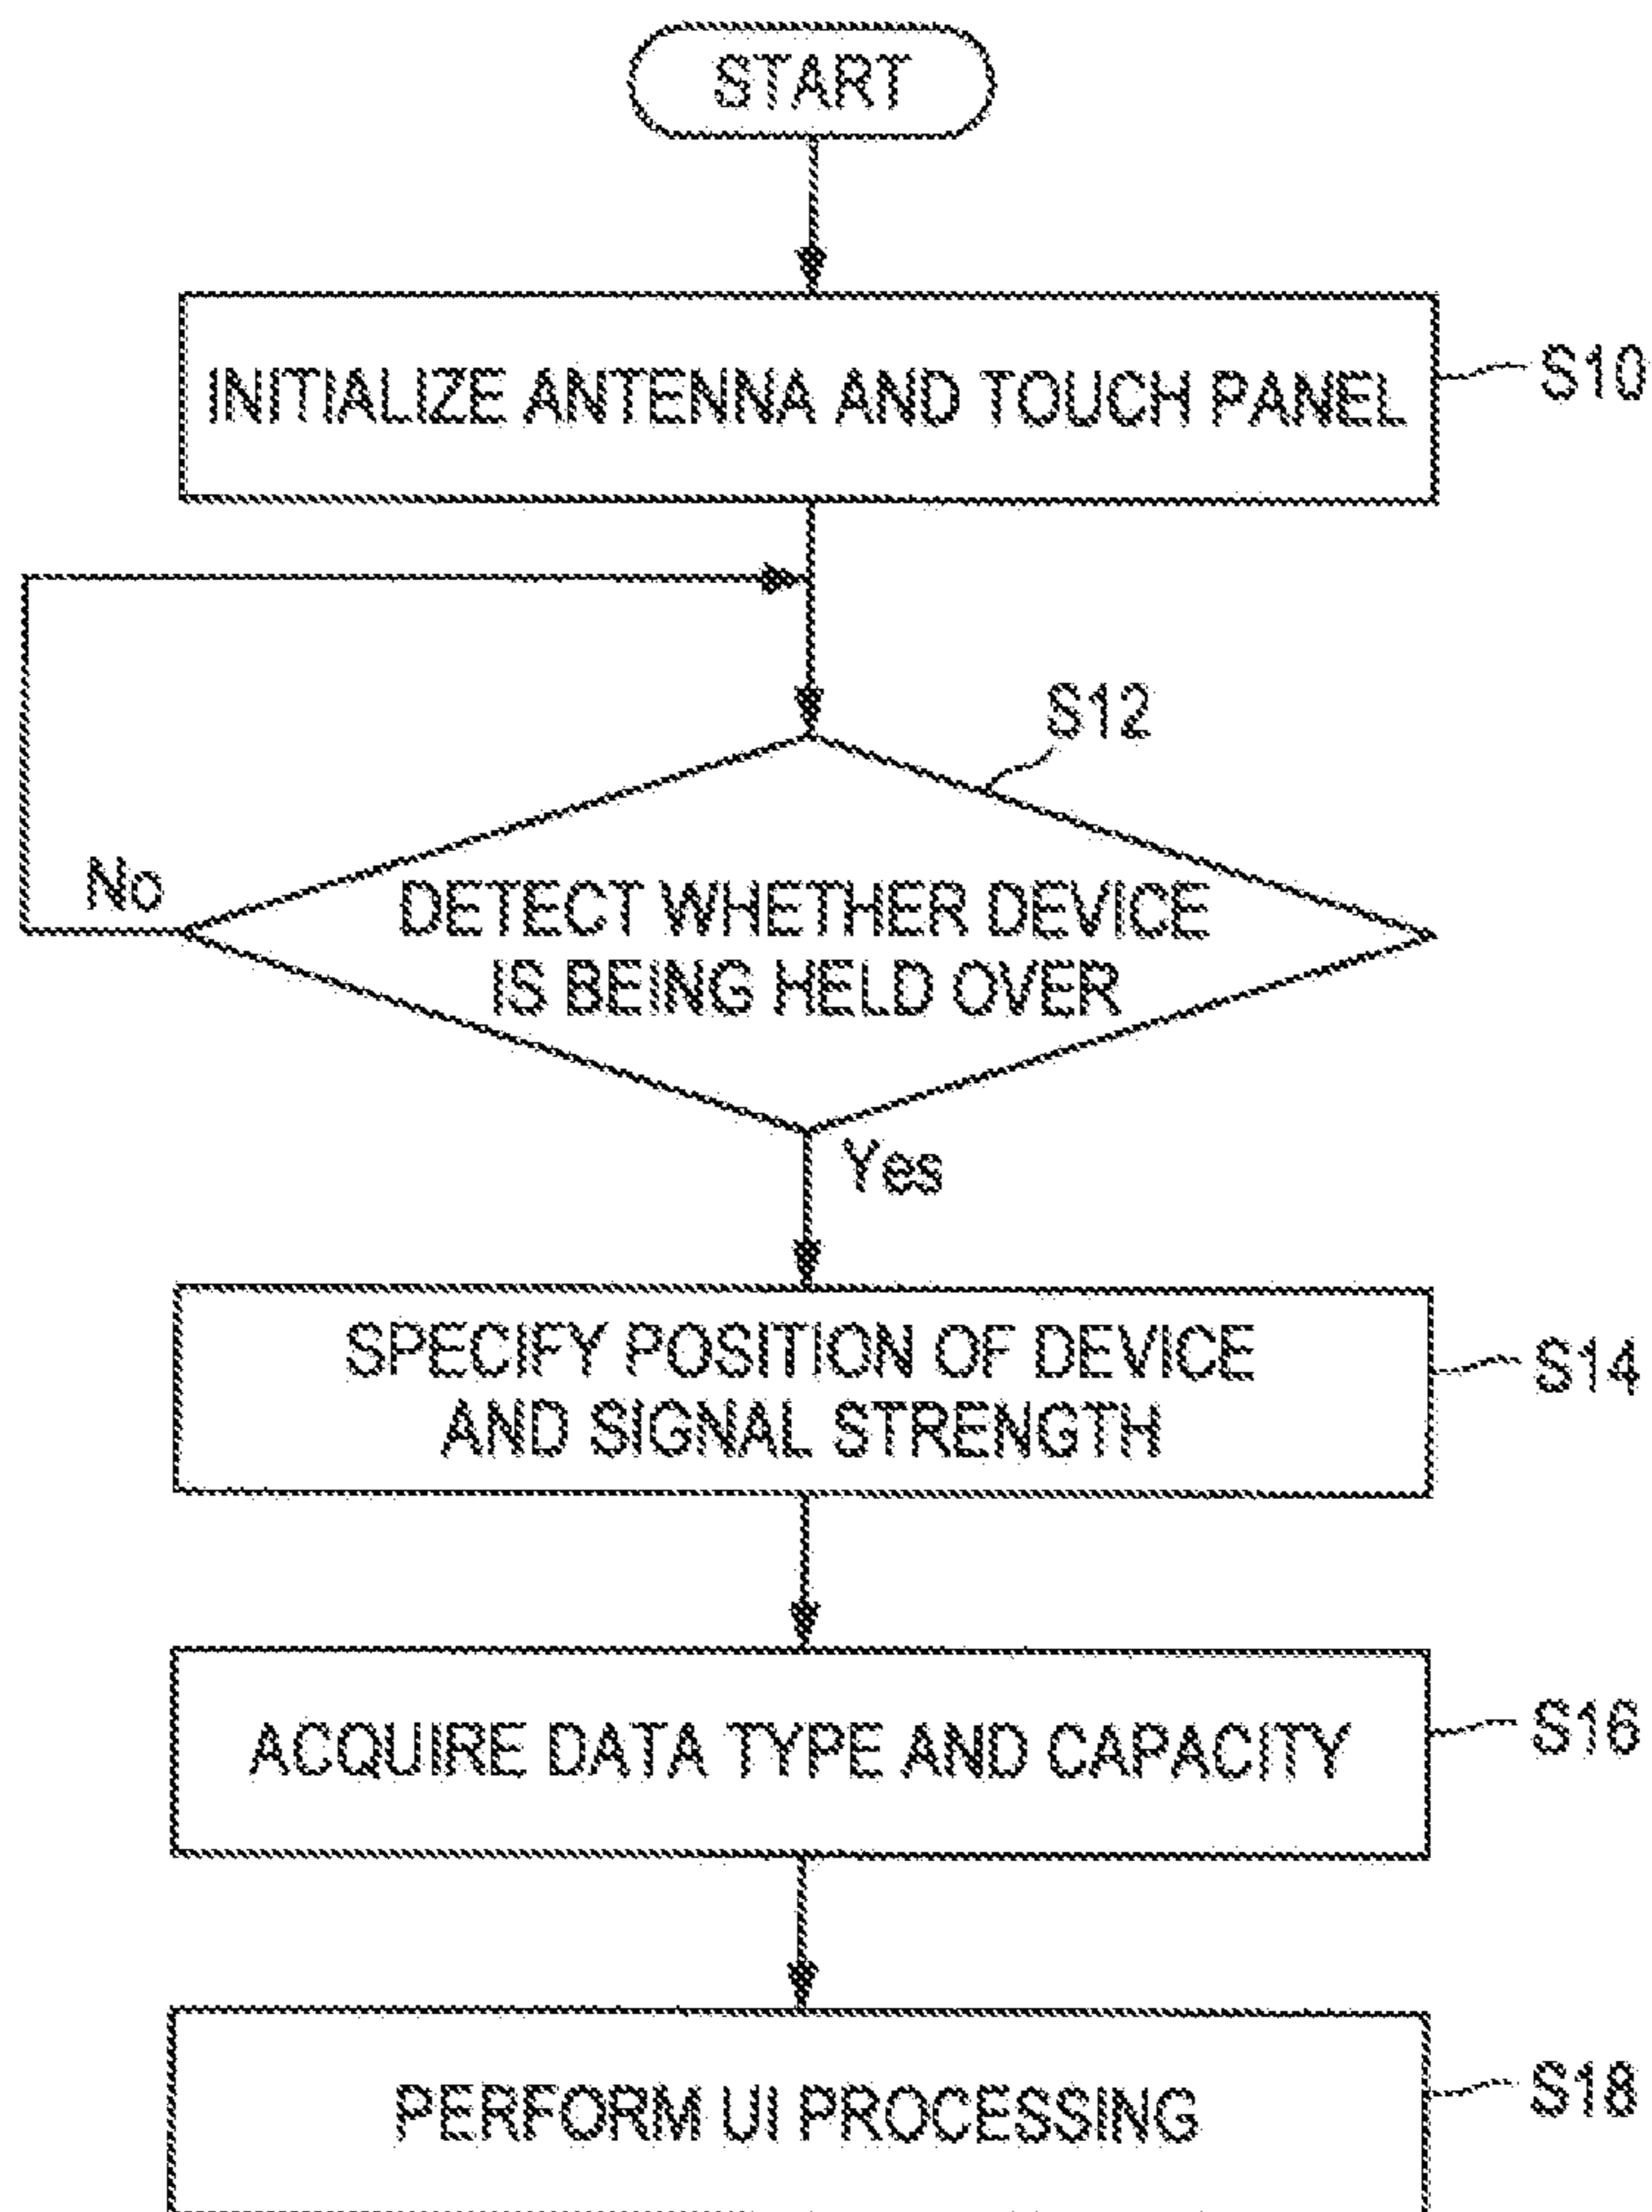 START
INITIALIZE ANTENNA AND TOUCH PANEL
S10
S12
No
DETECT WHETHER DEVICE
IS BEING HELD OVER
Yes
SPECIFY POSITION OF DEVICE
AND SIGNAL STRENGTH
S14
ACQUIRE DATA TYPE AND CAPACITY
S16
PERFORM UI PROCESSING
S18